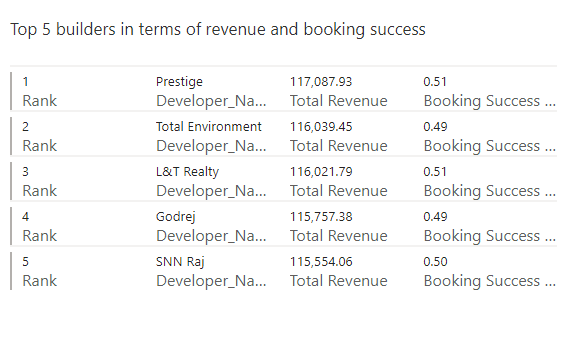 Top 5 builders in terms of revenue and booking success
1 Prestige 117,087.93 0.51
Rank Developer_Na... Total Revenue Booking Success ...
2 Total Environment 116,039.45 0.49
Rank Developer_Na... Total Revenue Booking Success ...
3 L&T Realty 116,021.79 0.51
Rank Developer_Na... Total Revenue Booking Success ...
4 Godrej 115,757.38 0.49
Rank Developer_Na... Total Revenue Booking Success ...
5 SNN Raj 115,554.06 0.50
Rank Developer_Na... Total Revenue Booking Success ...